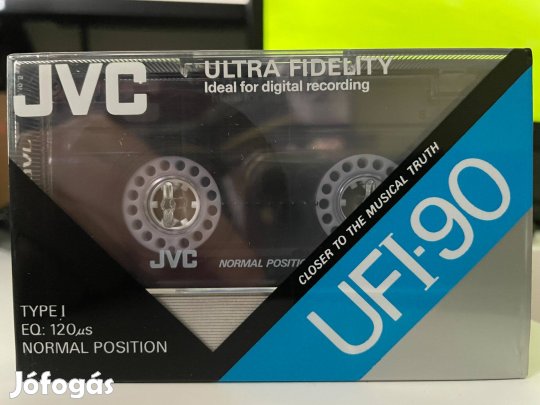 JVC
ULTRA FIDELITY
Ideal for digital recording
JVC
NORMAL POSITION
CLOSER TO THE MUSICAL TRUTH
UFI-90
TYPE I
EQ: 120µs
NORMAL POSITION
Jófogás